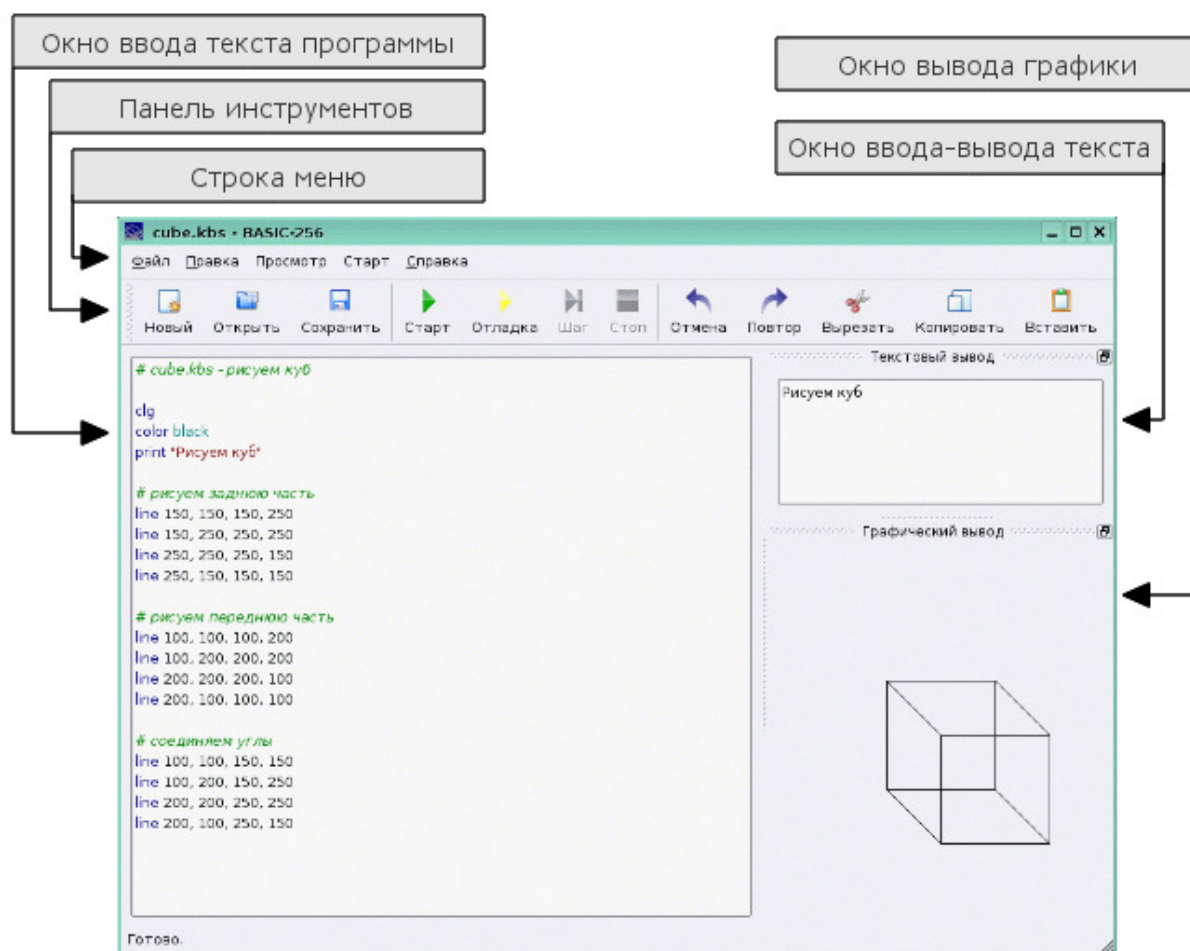 Окно ввода текста программы
Панель инструментов
Строка меню
Окно вывода графики
Окно ввода-вывода текста
cube.kbs - BASIC-256
Файл Правка Просмотр Старт Справка
Новый Открыть Сохранить Старт Отладка Шаг Стоп Отмена Повтор Вырезать Копировать Вставить
# cube.kbs - рисуем куб
clg
color black
print "Рисуем куб"
# рисуем заднюю часть
line 150, 150, 150, 250
line 150, 250, 250, 250
line 250, 250, 250, 150
line 250, 150, 150, 150
# рисуем переднюю часть
line 100, 100, 100, 200
line 100, 200, 200, 200
line 200, 200, 200, 100
line 200, 100, 100, 100
# соединяем углы
line 100, 100, 150, 150
line 100, 200, 150, 250
line 200, 200, 250, 250
line 200, 100, 250, 150
Текстовый вывод
Рисуем куб
Графический вывод
Готово.